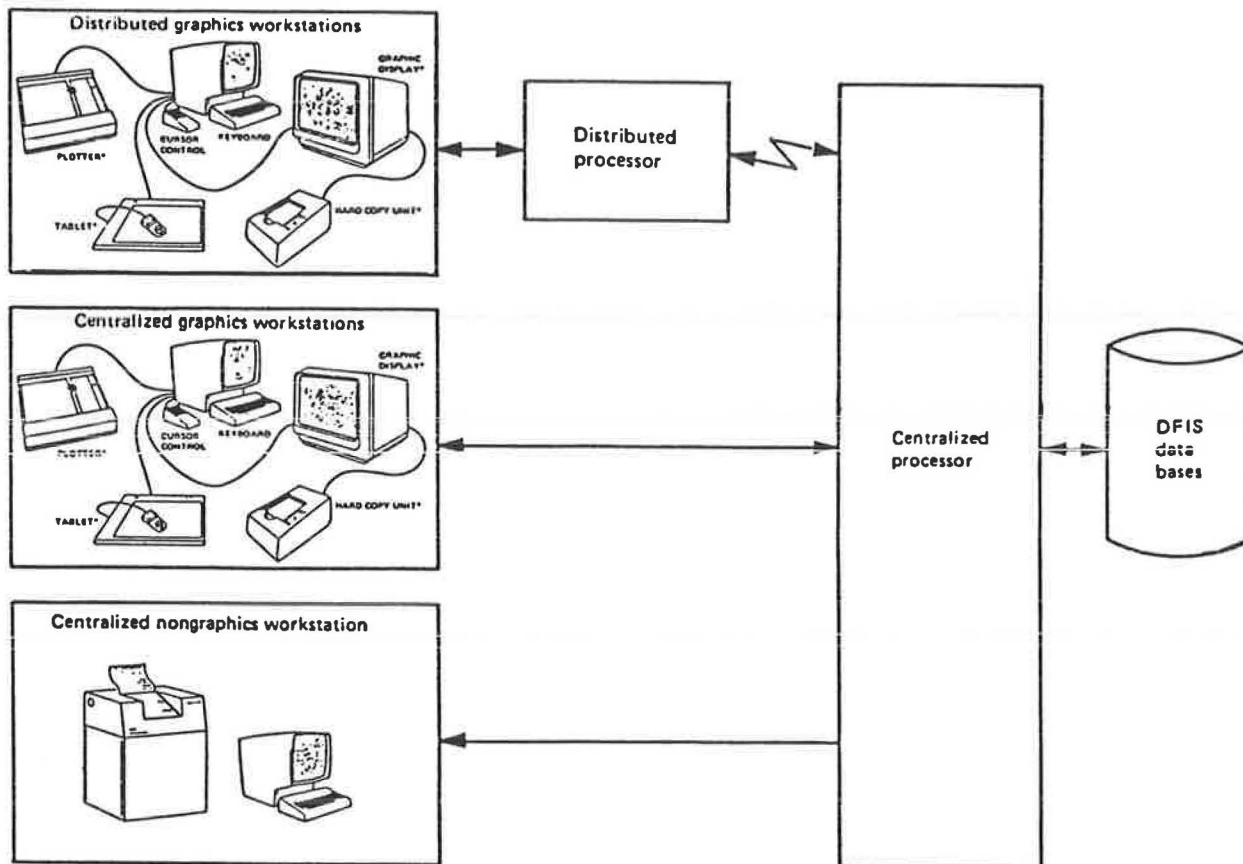 Distributed graphics workstations
GRAPHIC
DISPLAY*
PLOTTER*
CURSOR
CONTROL
KEYBOARD
TABLET*
HARD COPY UNIT*
Distributed
processor
Centralized graphics workstations
GRAPHIC
DISPLAY*
PLOTTER*
CURSOR
CONTROL
KEYBOARD
TABLET*
HARD COPY UNIT*
Centralized
processor
DFIS
data
bases
Centralized nongraphics workstation